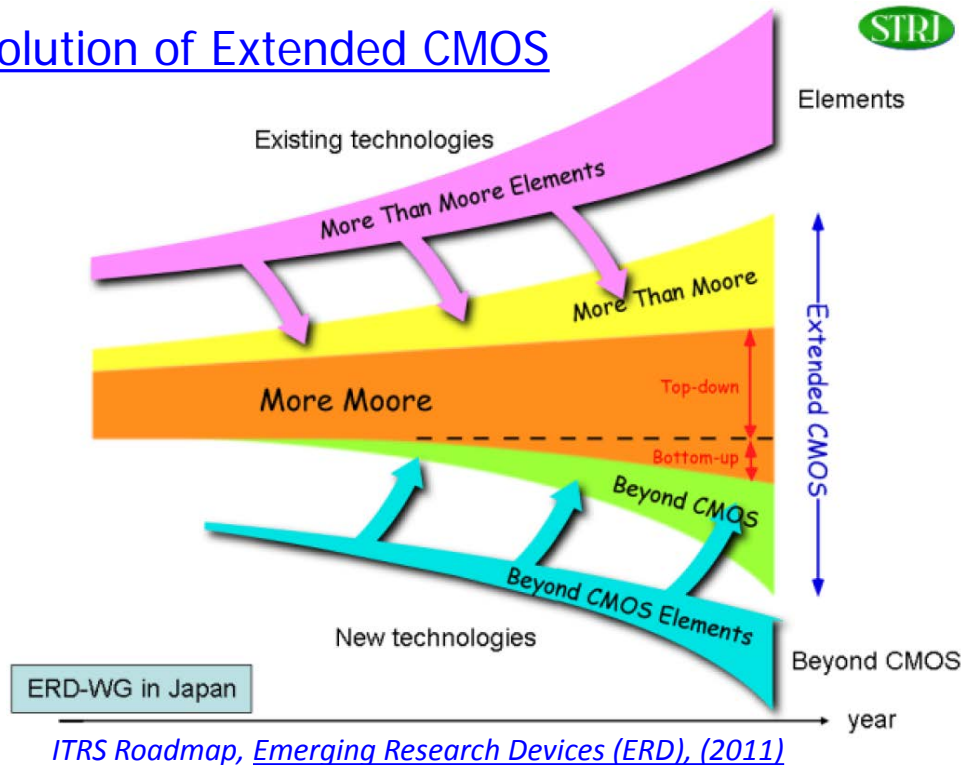 olution of Extended CMOS
STRJ
Elements
Existing technologies
More Than Moore Elements
More Than Moore
Extended CMOS
More Moore
Top-down
Bottom-up
Beyond CMOS
Beyond CMOS Elements
New technologies
Beyond CMOS
ERD-WG in Japan
year
ITRS Roadmap, Emerging Research Devices (ERD), (2011)